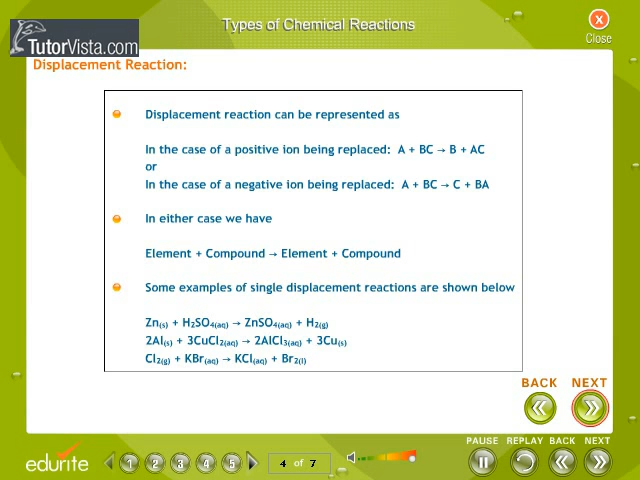 Types of Chemical Reactions
Close
TutorVista.com
Displacement Reaction:
Displacement reaction can be represented as
In the case of a positive ion being replaced: A + BC → B + AC
or
In the case of a negative ion being replaced: A + BC → C + BA
In either case we have
Element + Compound → Element + Compound
Some examples of single displacement reactions are shown below
Zn(s) + H₂SO₄(aq) → ZnSO₄(aq) + H₂(g)
2Al(s) + 3CuCl₂(aq) → 2AlCl₃(aq) + 3Cu(s)
Cl₂(g) + KBr(aq) → KCl(aq) + Br₂(l)
BACK NEXT
PAUSE REPLAY BACK NEXT
edurite 1 2 3 4 5 4 of 7